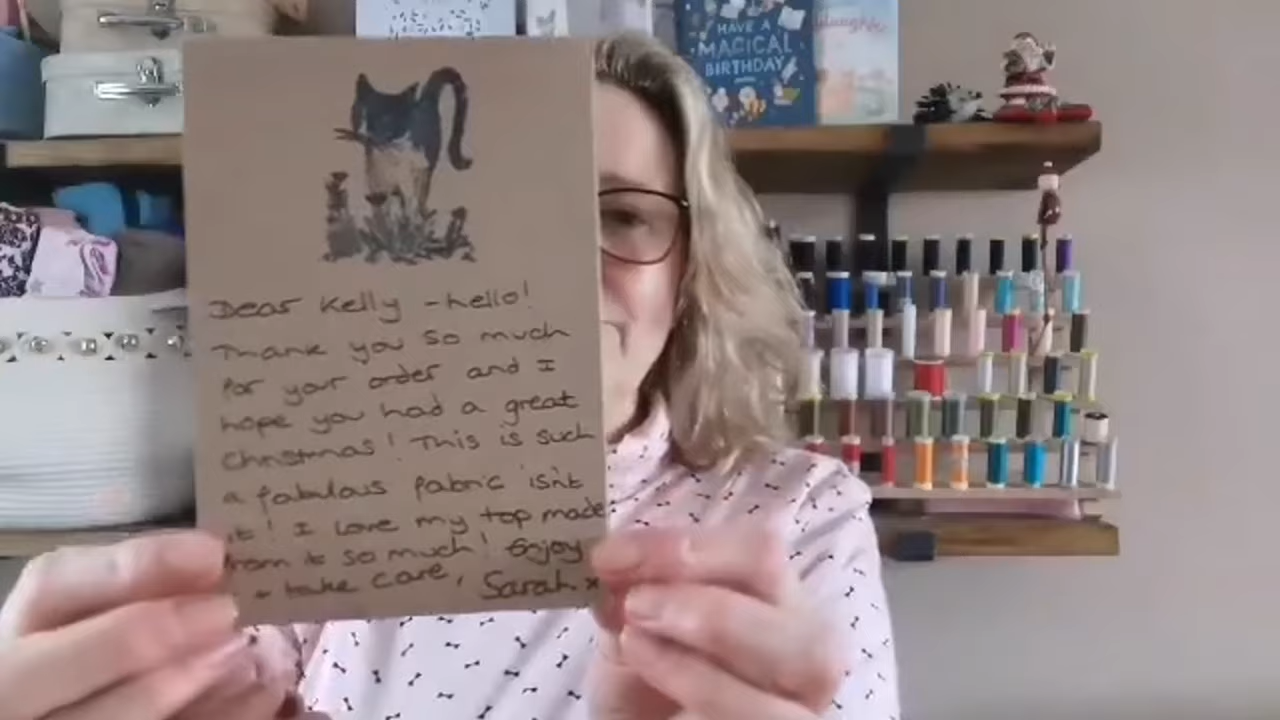 HAVE A
MAGICAL
BIRTHDAY
daughter
Dear Kelly - hello!
Thank you so much
for your order and I
hope you had a great
Christmas! This is such
a fabulous fabric isn't
it! I love my top made
from it so much! Enjoy
+ take care, Sarah x